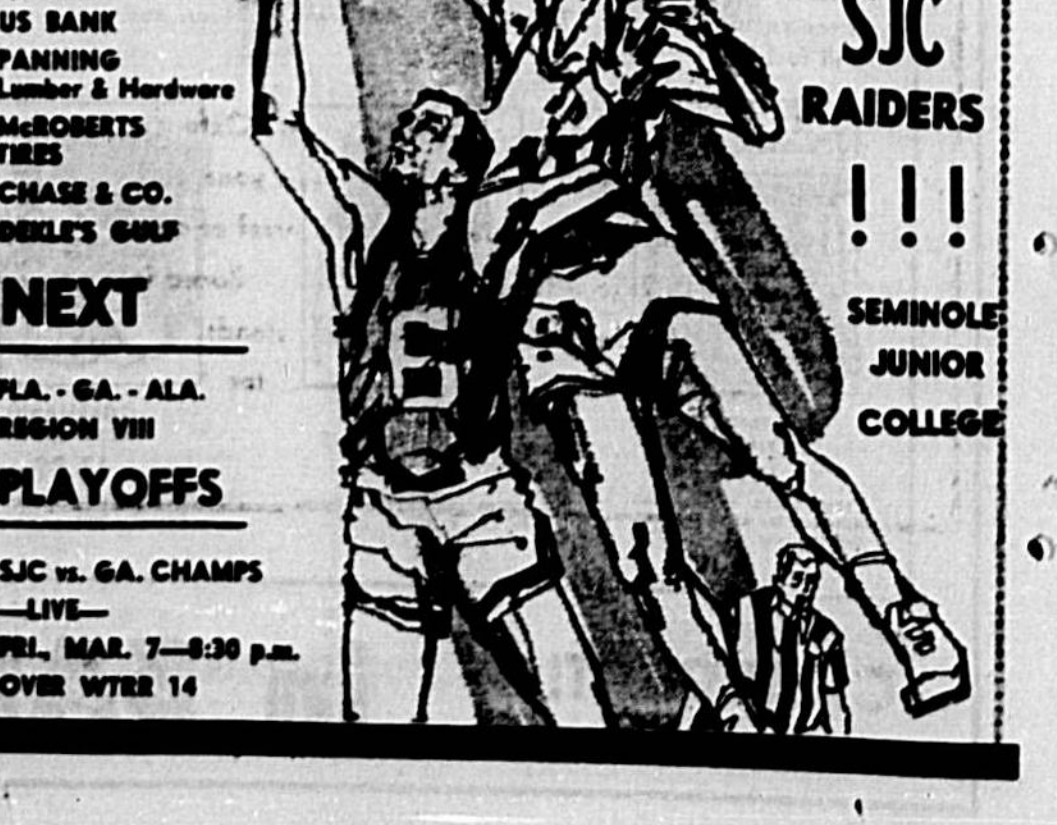 US BANK
PANNING
Lumber & Hardware
McROBERTS
TIRES
CHASE & CO.
DEKLE'S GULF
NEXT
FLA. - GA. - ALA.
REGION VIII
PLAYOFFS
SJC vs. GA. CHAMPS
—LIVE—
FRI., MAR. 7—8:30 p.m.
OVER WTRR 14
SJC
RAIDERS
! ! !
SEMINOLE
JUNIOR
COLLEGE